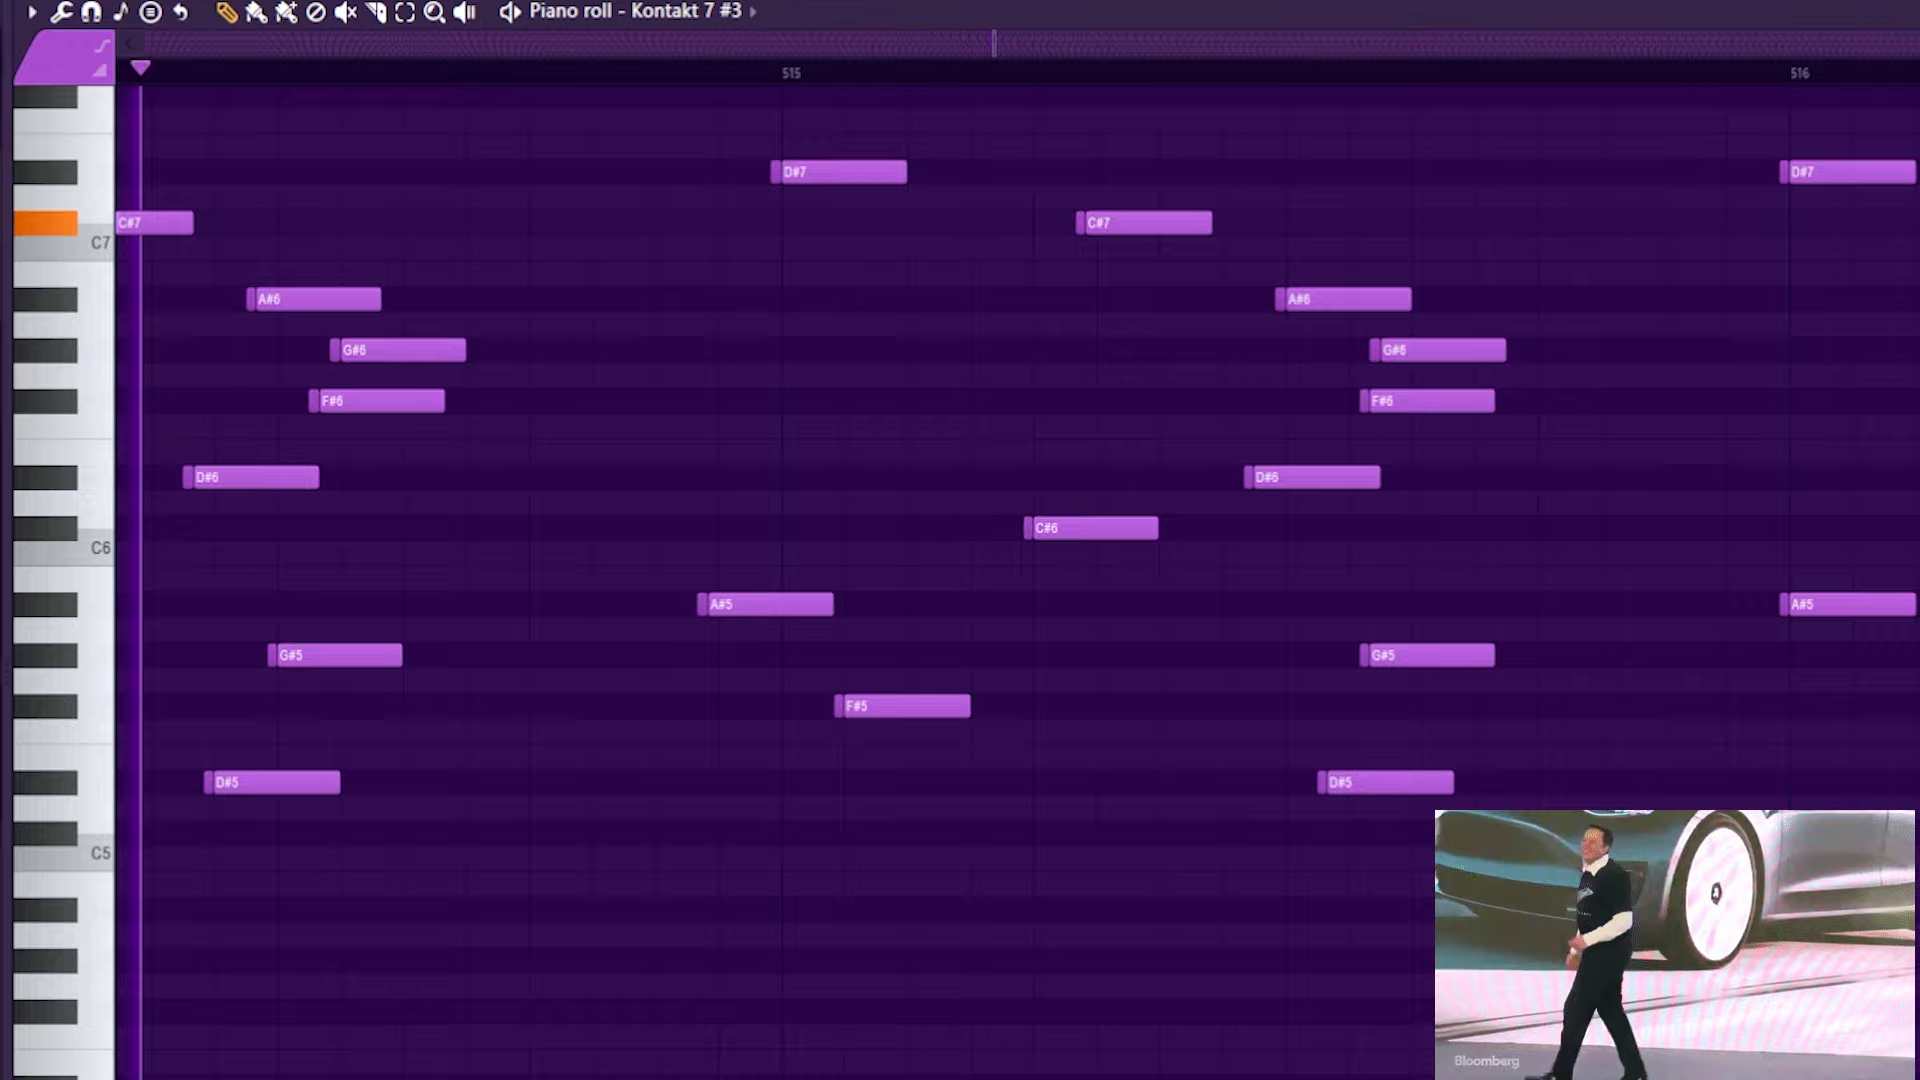 Piano roll - Kontakt 7 #3
515 516
D#7 D#7
C#7 C#7
C7
A#6 A#6
G#6 G#6
F#6 F#6
D#6 D#6
C#6
C6
A#5 A#5
G#5 G#5
F#5
D#5 D#5
C5
Bloomberg